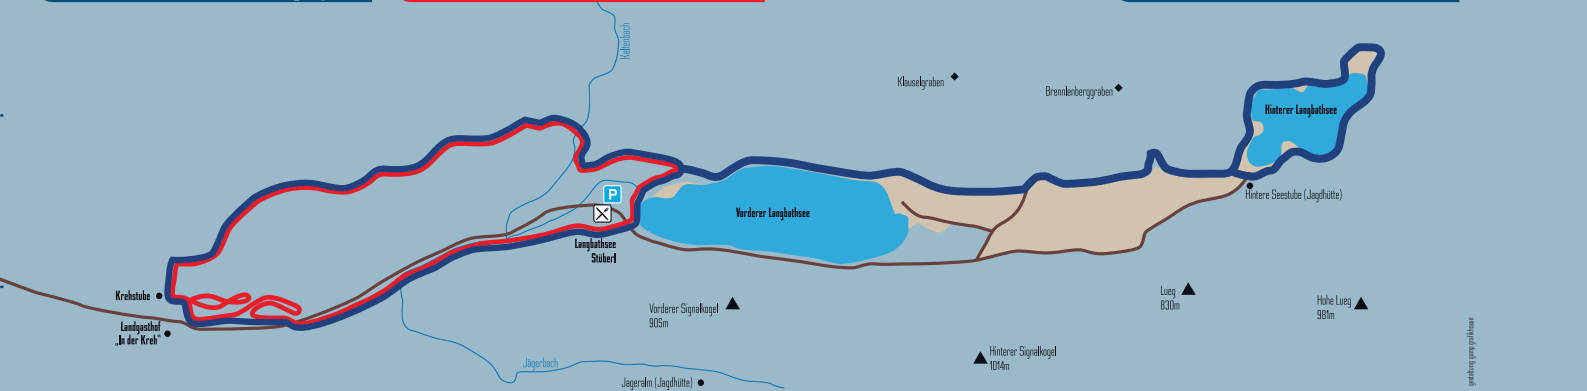 Kaltenbach
Klauselgraben
Brennlenberggraben
Hinterer Langbathsee
Hintere Seestube (Jagdhütte)
P
Vorderer Langbathsee
Langbathsee
Stüberl
Krehstube
Landgasthof
„In der Kreh"
Vorderer Signalkogel
905m
Lueg
830m
Hohe Lueg
981m
Hinterer Signalkogel
1014m
Jägerbach
Jageralm (Jagdhütte)